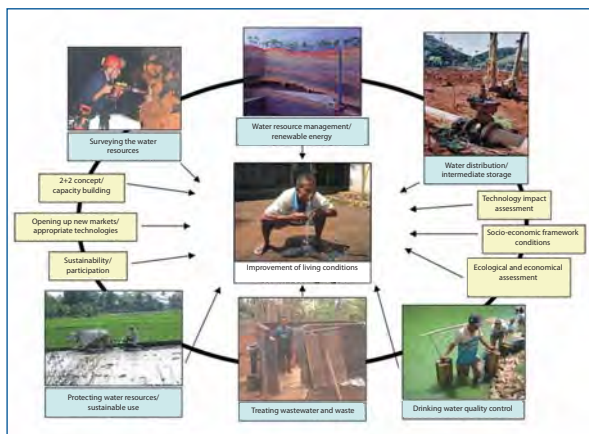 Surveying the water
resources
Water resource management/
renewable energy
Water distribution/
intermediate storage
2+2 concept/
capacity building
Opening up new markets/
appropriate technologies
Sustainability/
participation
Improvement of living conditions
Technology impact
assessment
Socio-economic framework
conditions
Ecological and economical
assessment
Protecting water resources/
sustainable use
Treating wastewater and waste
Drinking water quality control